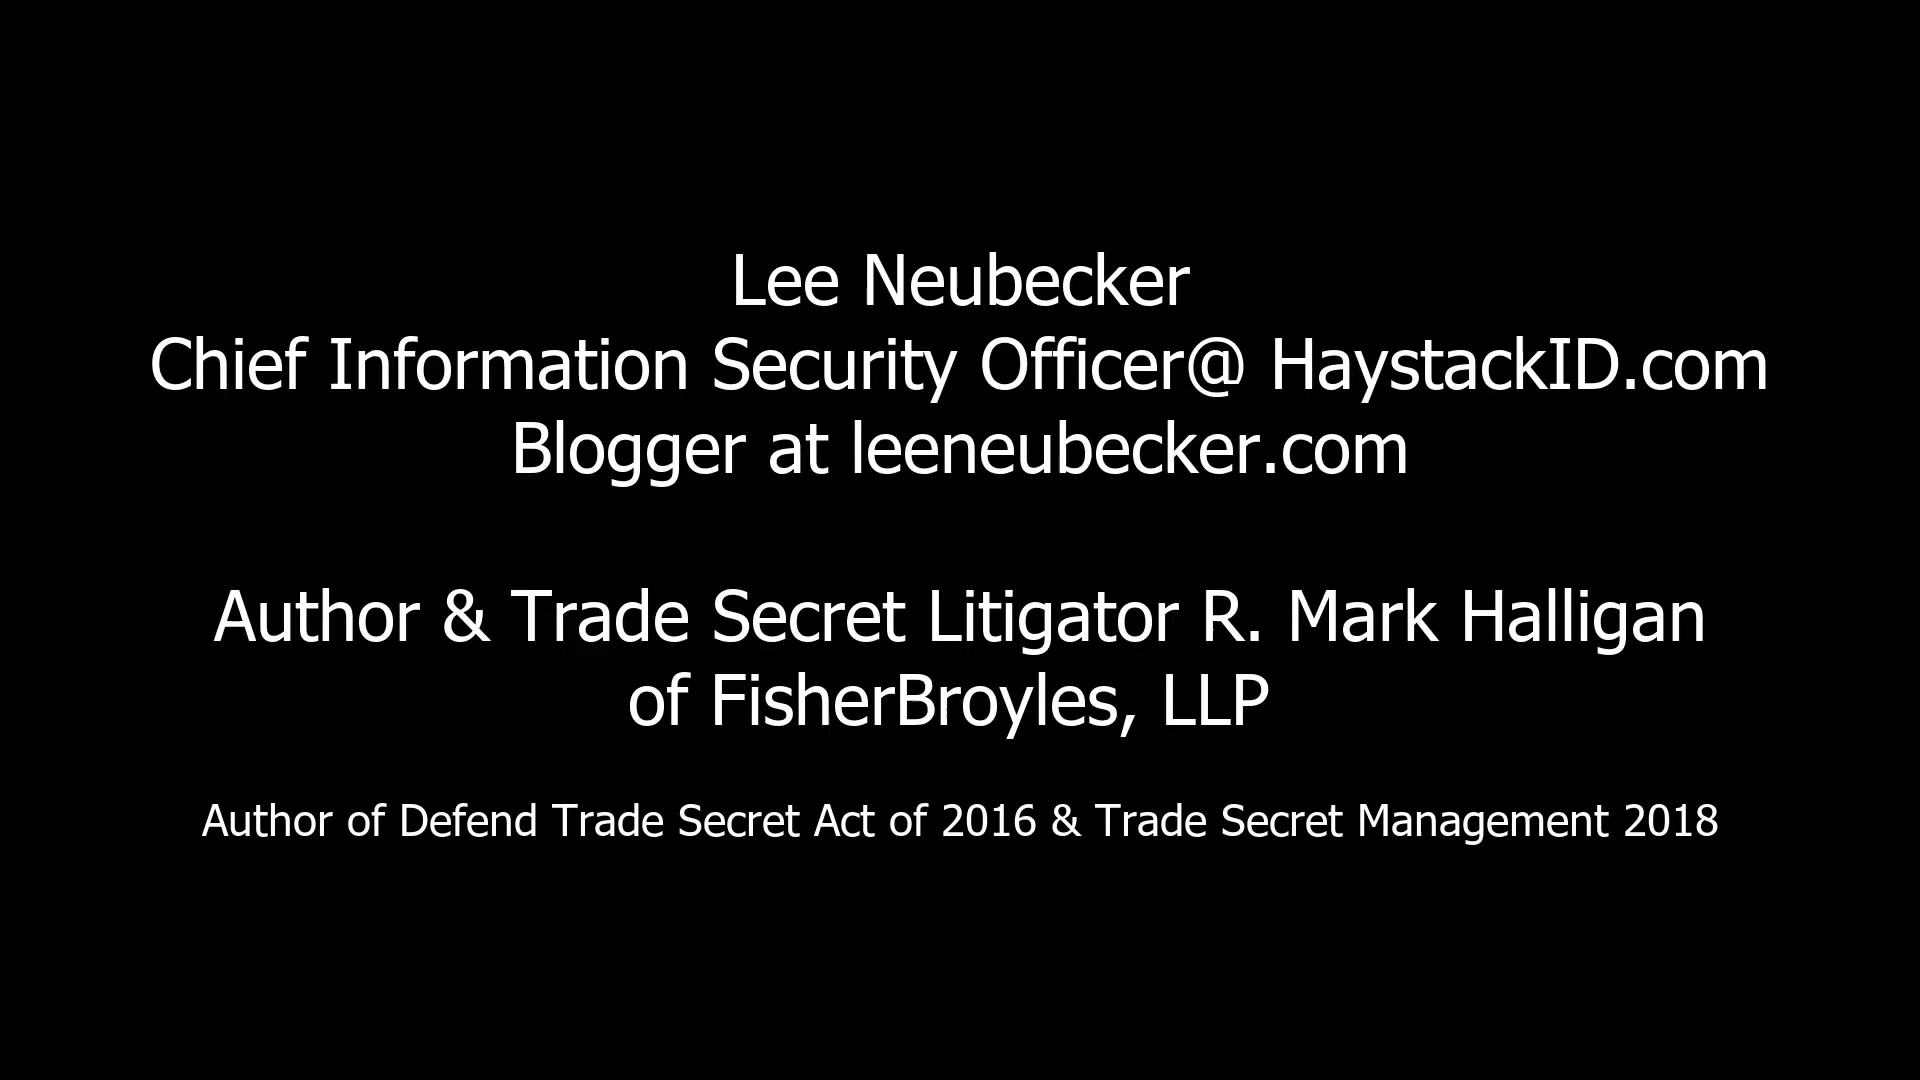 Lee Neubecker
Chief Information Security Officer@ HaystackID.com
Blogger at leeneubecker.com
Author & Trade Secret Litigator R. Mark Halligan
of FisherBroyles, LLP
Author of Defend Trade Secret Act of 2016 & Trade Secret Management 2018